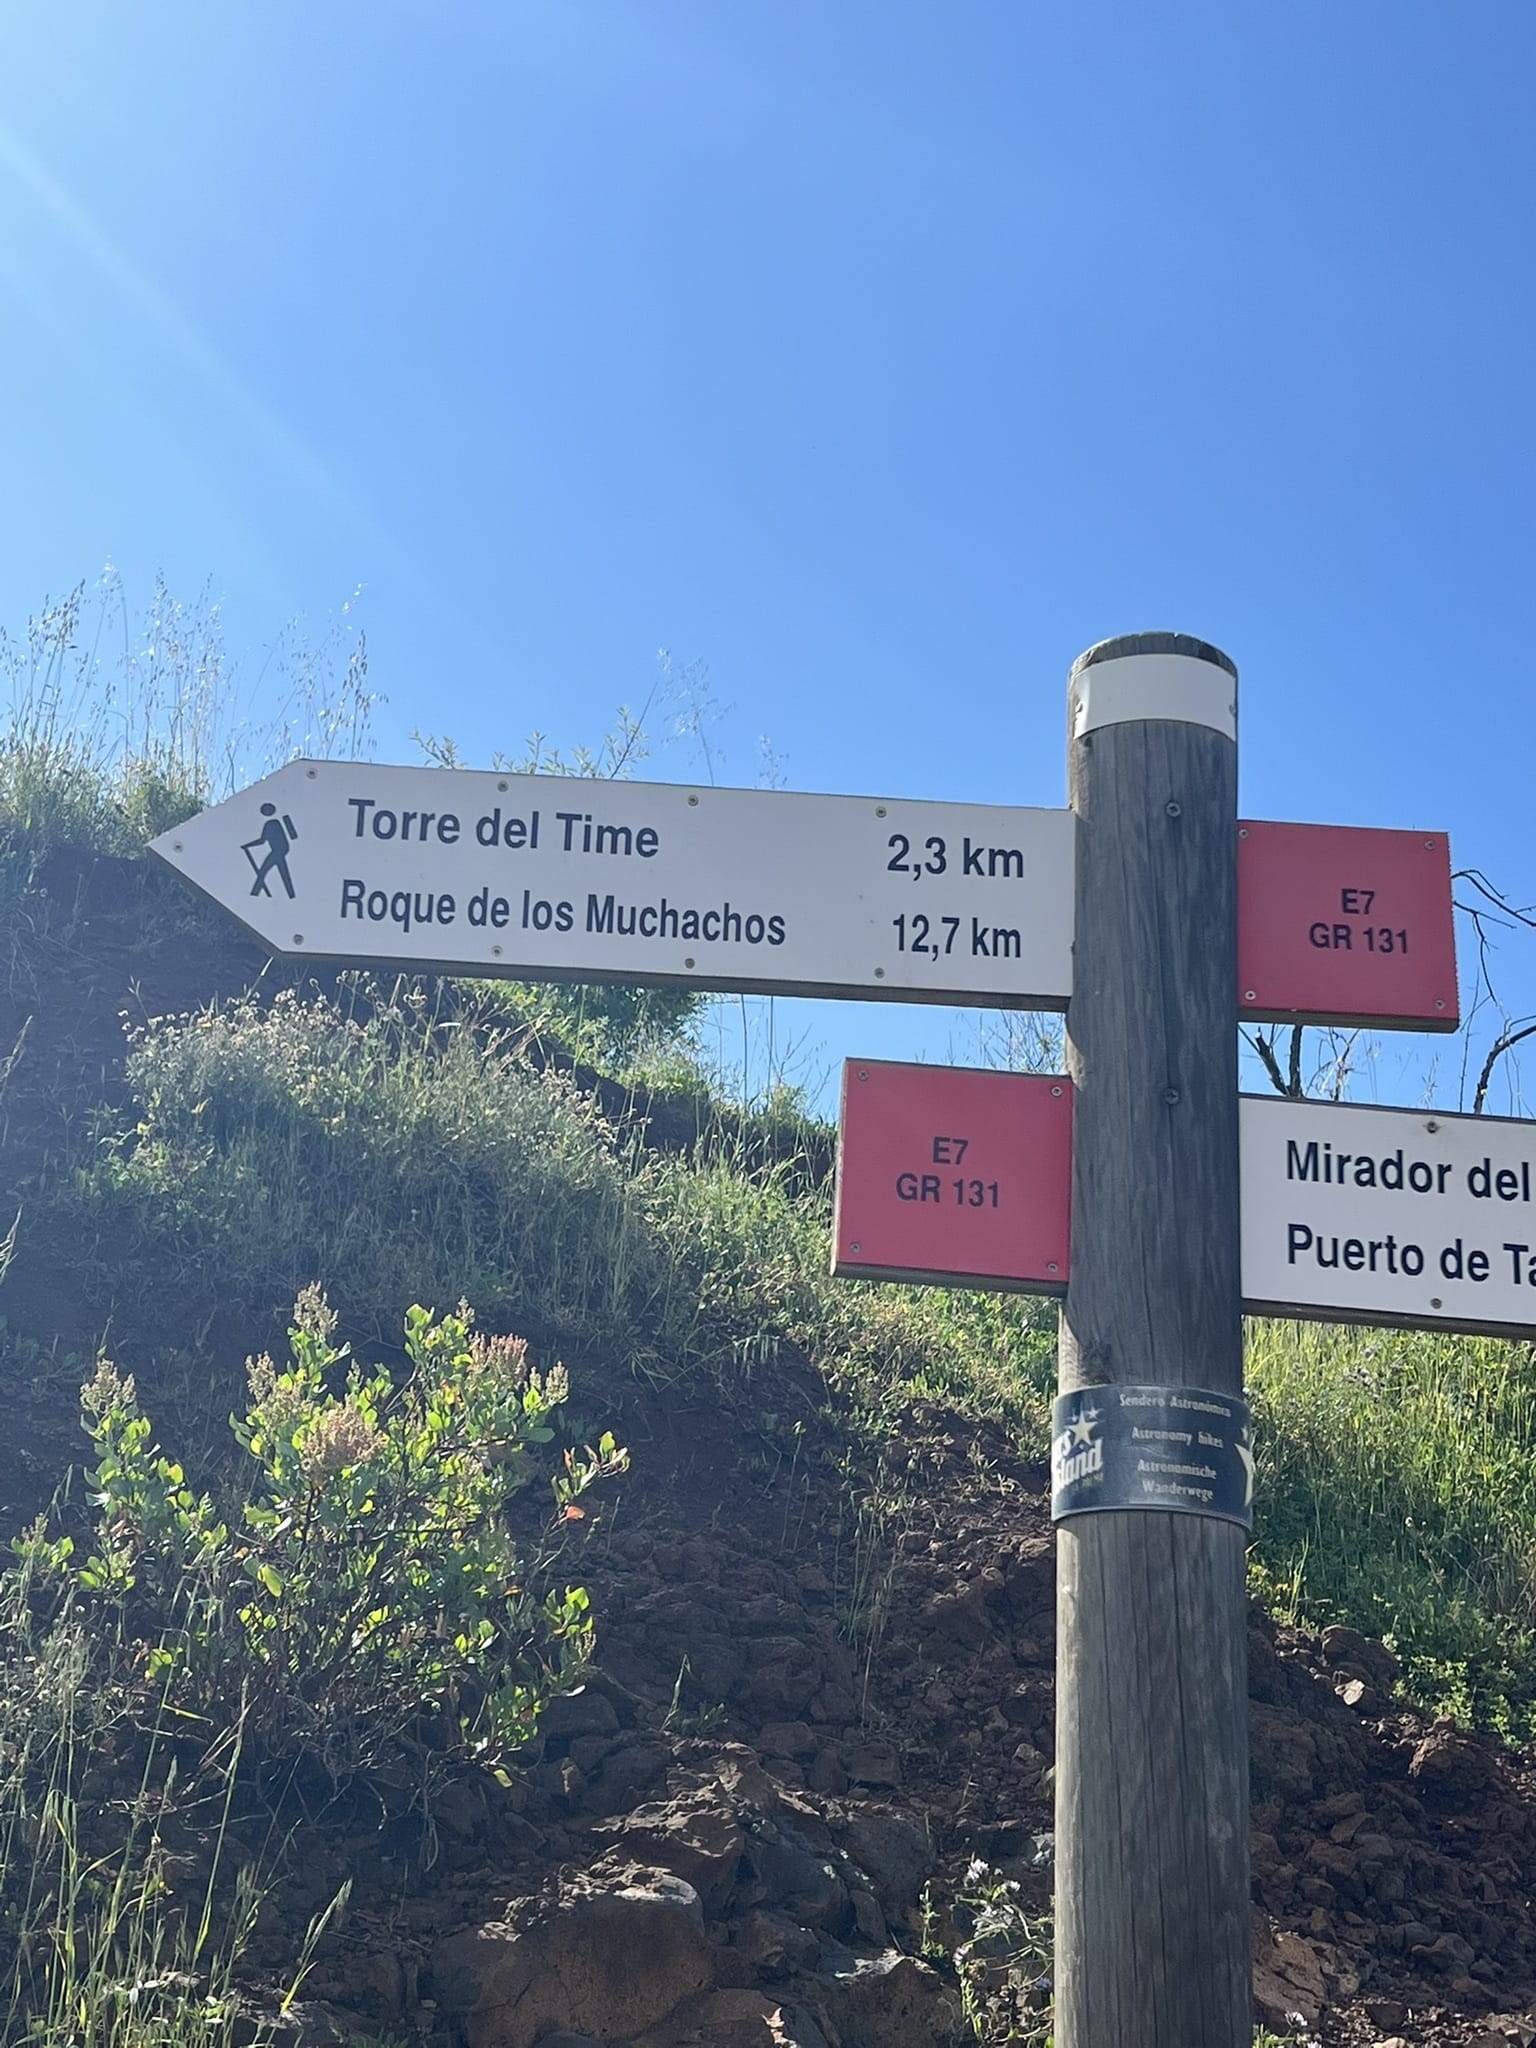 Torre del Time 2,3 km
Roque de los Muchachos 12,7 km
E7
GR 131
E7
GR 131
Mirador del
Puerto de
Sendero Astronómico
Astronomy hikes
Astronomische
Wanderwege